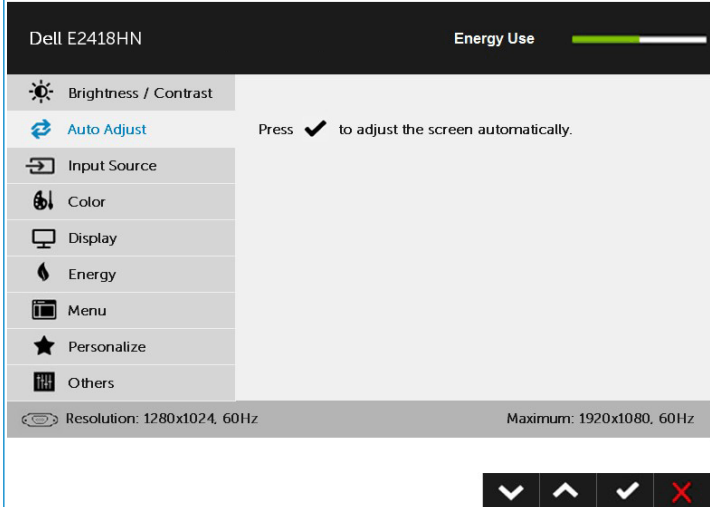 Dell E2418HN
Energy Use
Brightness / Contrast
Auto Adjust
Press ✔ to adjust the screen automatically.
Input Source
Color
Display
Energy
Menu
Personalize
Others
Resolution: 1280x1024, 60Hz
Maximum: 1920x1080, 60Hz